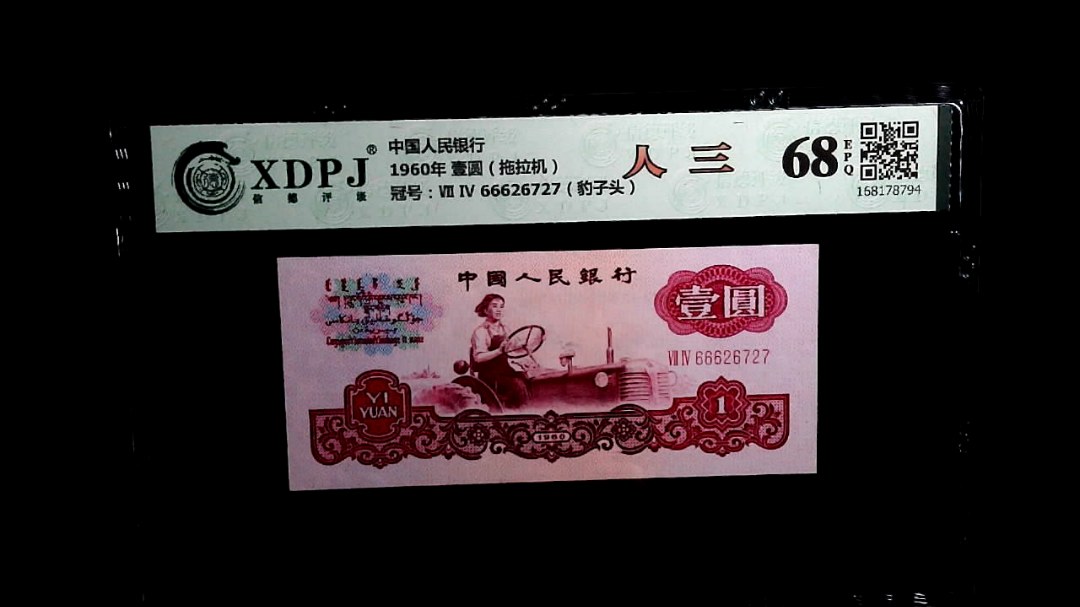 XDPJ®
信德评级
中国人民银行
1960年 壹圆（拖拉机）
冠号：Ⅶ Ⅳ 66626727（豹子头）
人 三
68
EPQ
168178794
中國人民銀行
壹圓
Ⅶ Ⅳ 66626727
YI
YUAN
1960
1